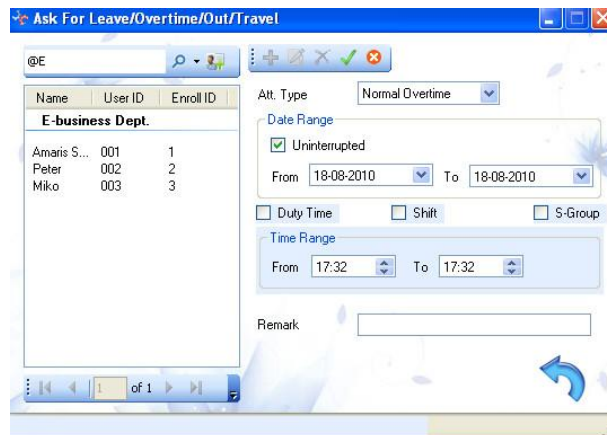 Ask For Leave/Overtime/Out/Travel
@E
Name User ID Enroll ID
E-business Dept.
Amaris S... 001 1
Peter 002 2
Miko 003 3
1 of 1
Att. Type Normal Overtime
Date Range
Uninterrupted
From 18-08-2010 To 18-08-2010
Duty Time Shift S-Group
Time Range
From 17:32 To 17:32
Remark